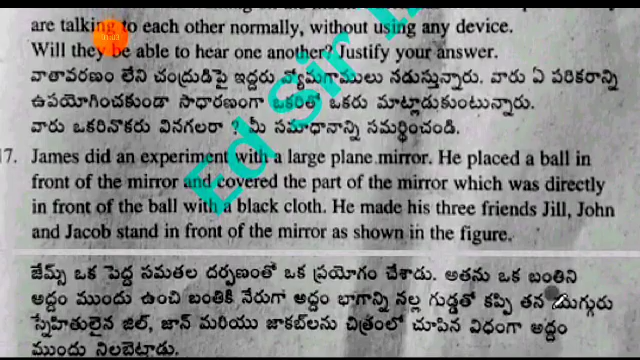 are talking to each other normally, without using any device.
Will they be able to hear one another? Justify your answer.
వాతావరణం లేని చంద్రుడిపై ఇద్దరు వ్యోమగాములు నడుస్తున్నారు. వారు ఏ పరికరాన్ని
ఉపయోగించకుండా సాధారణంగా ఒకరితో ఒకరు మాట్లాడుకుంటున్నారు.
వారు ఒకరినొకరు వినగలరా ? మీ సమాధానాన్ని సమర్థించండి.
17. James did an experiment with a large plane mirror. He placed a ball in
front of the mirror and covered the part of the mirror which was directly
in front of the ball with a black cloth. He made his three friends Jill, John
and Jacob stand in front of the mirror as shown in the figure.
జేమ్స్ ఒక పెద్ద సమతల దర్పణంతో ఒక ప్రయోగం చేశాడు. అతను ఒక బంతిని
అద్దం ముందు ఉంచి బంతికి నేరుగా అద్దం భాగాన్ని నల్ల గుడ్డతో కప్పి తన ముగ్గురు
స్నేహితులైన జిల్, జాన్ మరియు జాకబ్‌లను చిత్రంలో చూపిన విధంగా అద్దం
ముందు నిలబెట్టాడు.
Ed Sir